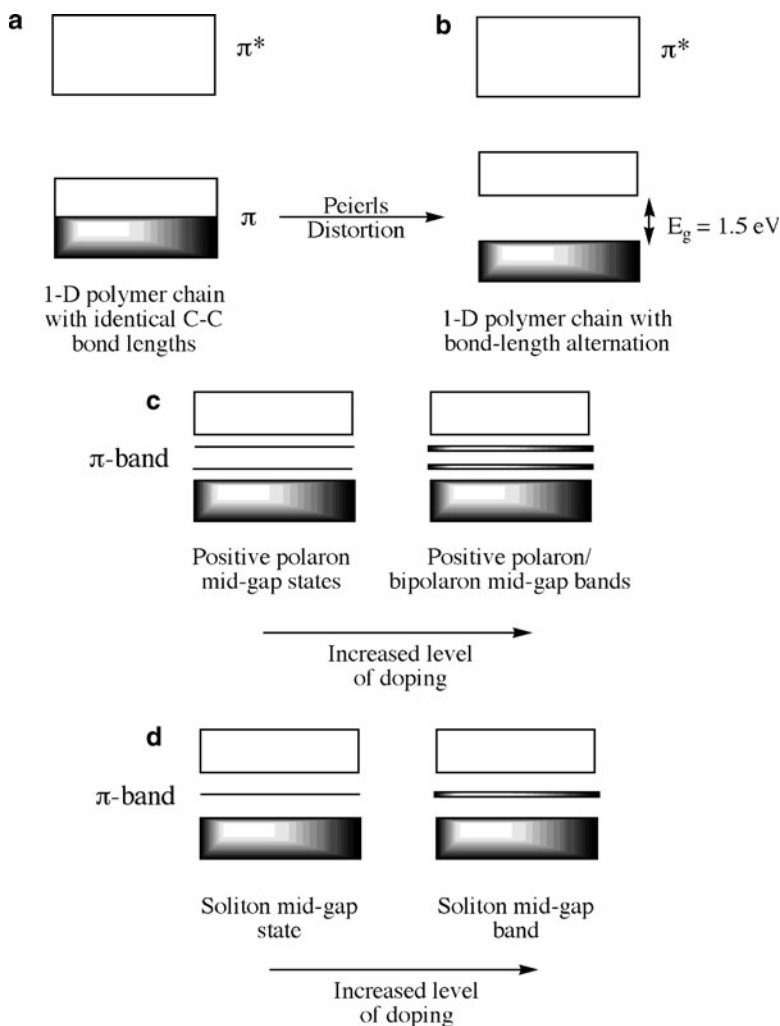 a
π*
b
π*
π
Peierls
Distortion
E_g = 1.5 eV
1-D polymer chain
with identical C-C
bond lengths
1-D polymer chain with
bond-length alternation
c
π-band
Positive polaron
mid-gap states
Positive polaron/
bipolaron mid-gap bands
Increased level
of doping
d
π-band
Soliton mid-gap
state
Soliton mid-gap
band
Increased level
of doping